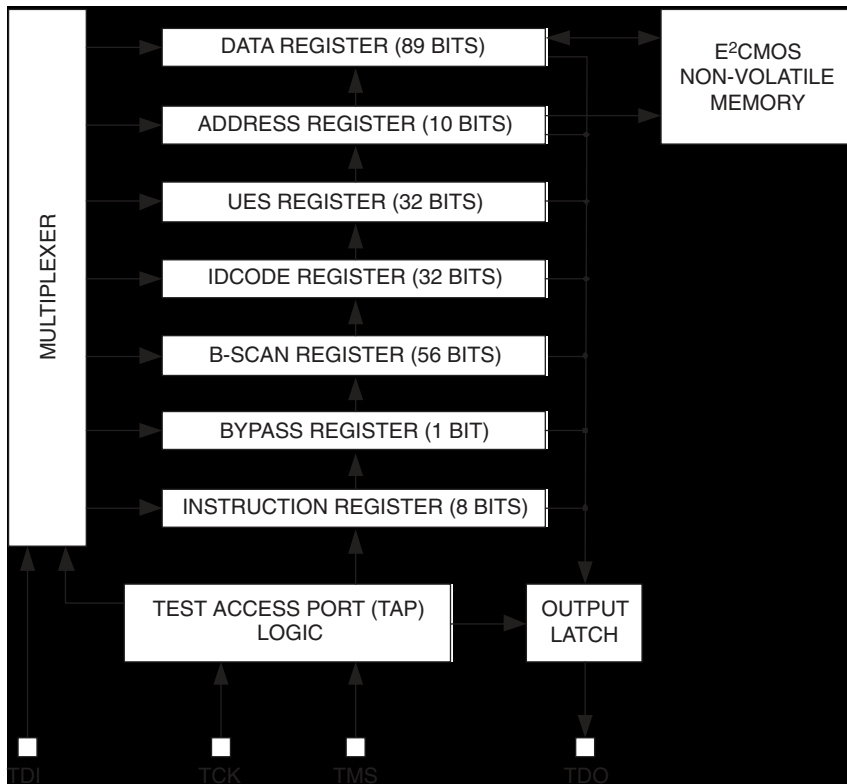 MULTIPLEXER
DATA REGISTER (89 BITS)
E²CMOS
NON-VOLATILE
MEMORY
ADDRESS REGISTER (10 BITS)
UES REGISTER (32 BITS)
IDCODE REGISTER (32 BITS)
B-SCAN REGISTER (56 BITS)
BYPASS REGISTER (1 BIT)
INSTRUCTION REGISTER (8 BITS)
TEST ACCESS PORT (TAP)
LOGIC
OUTPUT
LATCH
TDI
TCK
TMS
TDO